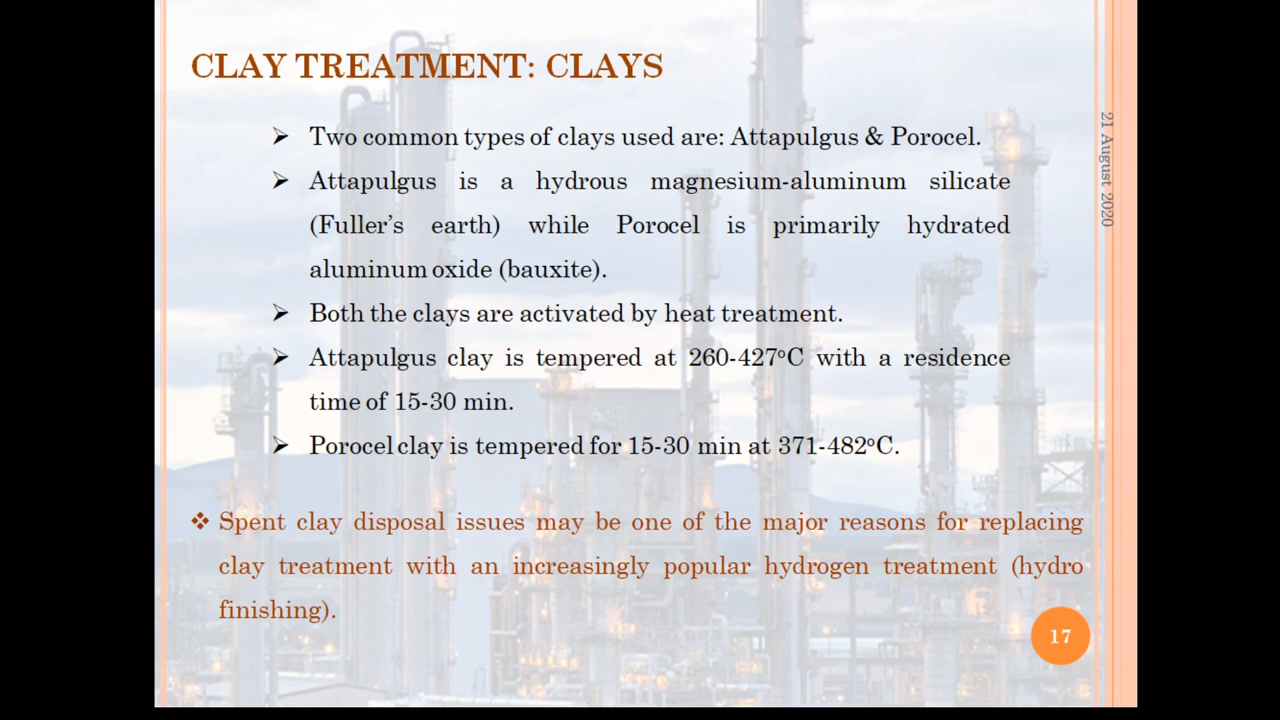 CLAY TREATMENT: CLAYS
➢ Two common types of clays used are: Attapulgus & Porocel.
➢ Attapulgus is a hydrous magnesium-aluminum silicate
(Fuller's earth) while Porocel is primarily hydrated
aluminum oxide (bauxite).
➢ Both the clays are activated by heat treatment.
➢ Attapulgus clay is tempered at 260-427°C with a residence
time of 15-30 min.
➢ Porocel clay is tempered for 15-30 min at 371-482°C.
❖ Spent clay disposal issues may be one of the major reasons for replacing
clay treatment with an increasingly popular hydrogen treatment (hydro
finishing).
21 August 2020
17